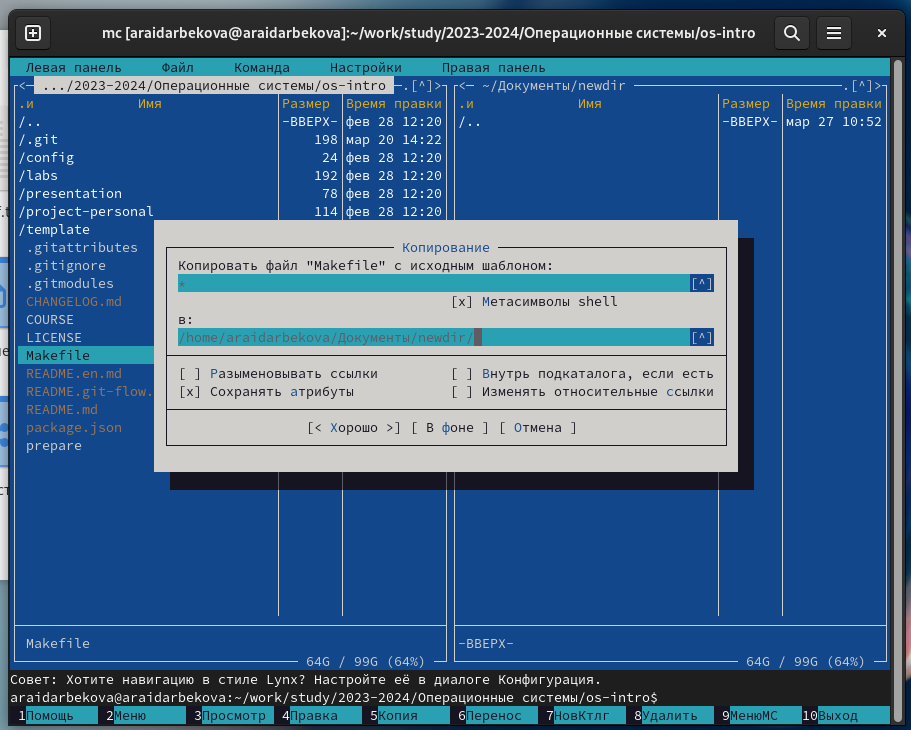 mc [araidarbekova@araidarbekova]:~/work/study/2023-2024/Операционные системы/os-intro
Левая панель Файл Команда Настройки Правая панель
<— .../2023-2024/Операционные системы/os-intro —.[^]>
.и Имя Размер Время правки
/.. -ВВЕРХ- фев 28 12:20
/.git 198 мар 20 14:22
/config 24 фев 28 12:20
/labs 192 фев 28 12:20
/presentation 78 фев 28 12:20
/project-personal 114 фев 28 12:20
/template
.gitattributes
.gitignore
.gitmodules
CHANGELOG.md
COURSE
LICENSE
Makefile
README.en.md
README.git-flow.
README.md
package.json
prepare
Makefile
64G / 99G (64%)
<— ~/Документы/newdir —.[^]>
.и Имя Размер Время правки
/.. -ВВЕРХ- мар 27 10:52
-ВВЕРХ-
64G / 99G (64%)
Копирование
Копировать файл "Makefile" с исходным шаблоном:
* [^]
[x] Метасимволы shell
в:
/home/araidarbekova/Документы/newdir/ [^]
[ ] Разыменовывать ссылки [ ] Внутрь подкаталога, если есть
[x] Сохранять атрибуты [ ] Изменять относительные ссылки
[< Хорошо >] [ В фоне ] [ Отмена ]
Совет: Хотите навигацию в стиле Lynx? Настройте её в диалоге Конфигурация.
araidarbekova@araidarbekova:~/work/study/2023-2024/Операционные системы/os-intro$
1Помощь 2Меню 3Просмотр 4Правка 5Копия 6Перенос 7НовКтлг 8Удалить 9МенюМС 10Выход